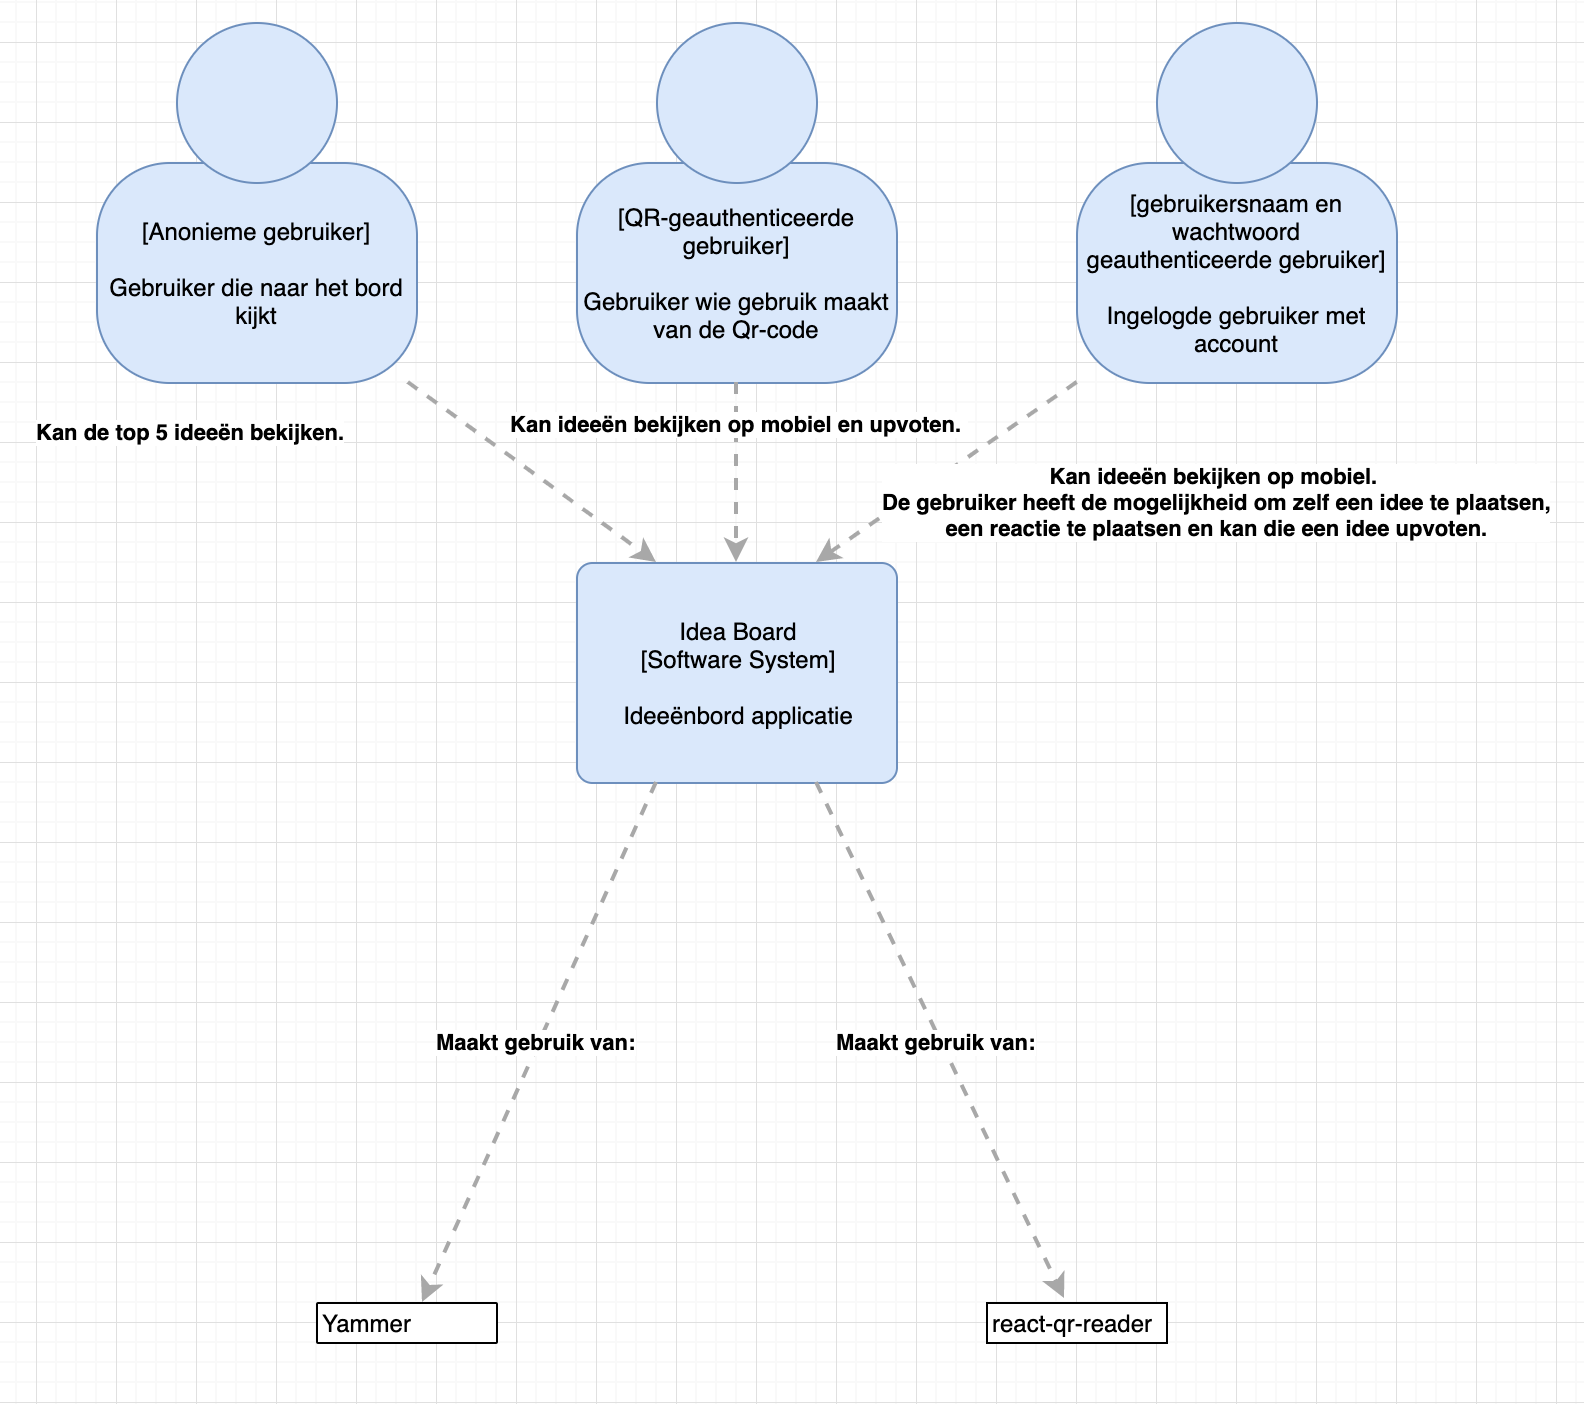 [Anonieme gebruiker]
Gebruiker die naar het bord
kijkt
[QR-geauthenticeerde
gebruiker]
Gebruiker wie gebruik maakt
van de Qr-code
[gebruikersnaam en
wachtwoord
geauthenticeerde gebruiker]
Ingelogde gebruiker met
account
Kan de top 5 ideeën bekijken.
Kan ideeën bekijken op mobiel en upvoten.
Kan ideeën bekijken op mobiel.
De gebruiker heeft de mogelijkheid om zelf een idee te plaatsen,
een reactie te plaatsen en kan die een idee upvoten.
Idea Board
[Software System]
Ideeënbord applicatie
Maakt gebruik van:
Maakt gebruik van:
Yammer
react-qr-reader